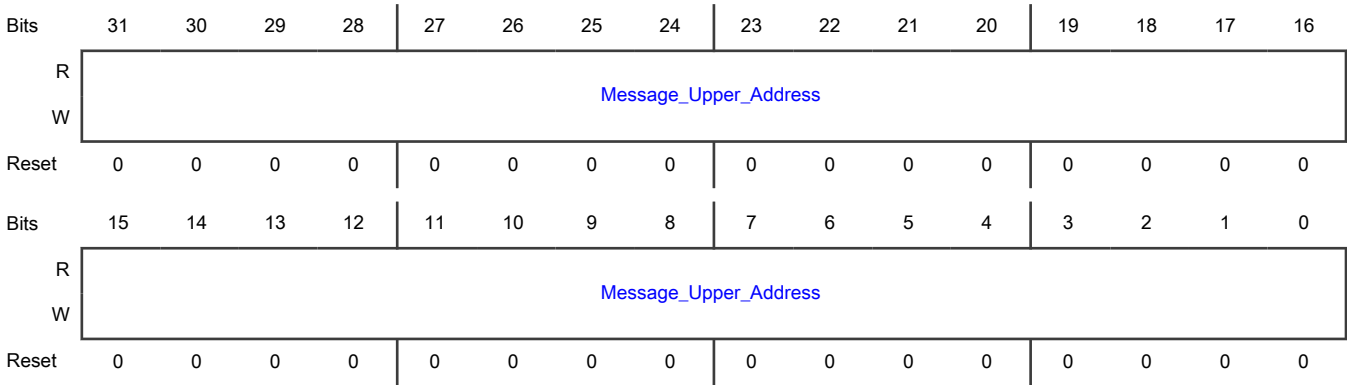 Bits 31 30 29 28 27 26 25 24 23 22 21 20 19 18 17 16
R
Message_Upper_Address
W
Reset 0 0 0 0 0 0 0 0 0 0 0 0 0 0 0 0
Bits 15 14 13 12 11 10 9 8 7 6 5 4 3 2 1 0
R
Message_Upper_Address
W
Reset 0 0 0 0 0 0 0 0 0 0 0 0 0 0 0 0